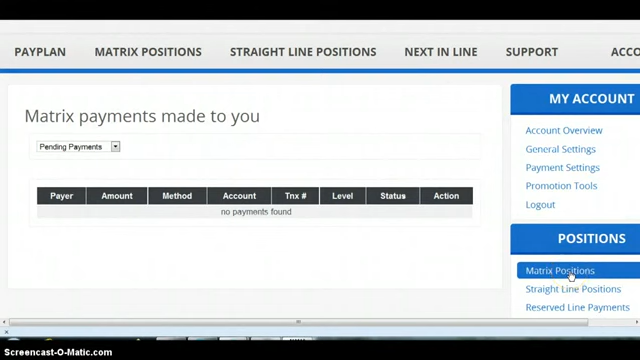 PAYPLAN MATRIX POSITIONS STRAIGHT LINE POSITIONS NEXT IN LINE SUPPORT ACCO
Matrix payments made to you
Pending Payments
Payer Amount Method Account Tnx # Level Status Action
no payments found
MY ACCOUNT
Account Overview
General Settings
Payment Settings
Promotion Tools
Logout
POSITIONS
Matrix Positions
Straight Line Positions
Reserved Line Payments
Screencast-O-Matic.com